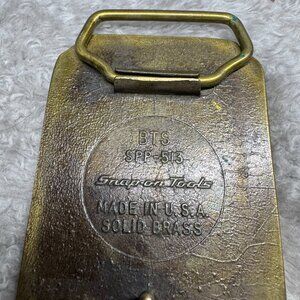 BTS
SPP-513
Snap-on Tools
MADE IN U.S.A.
SOLID BRASS